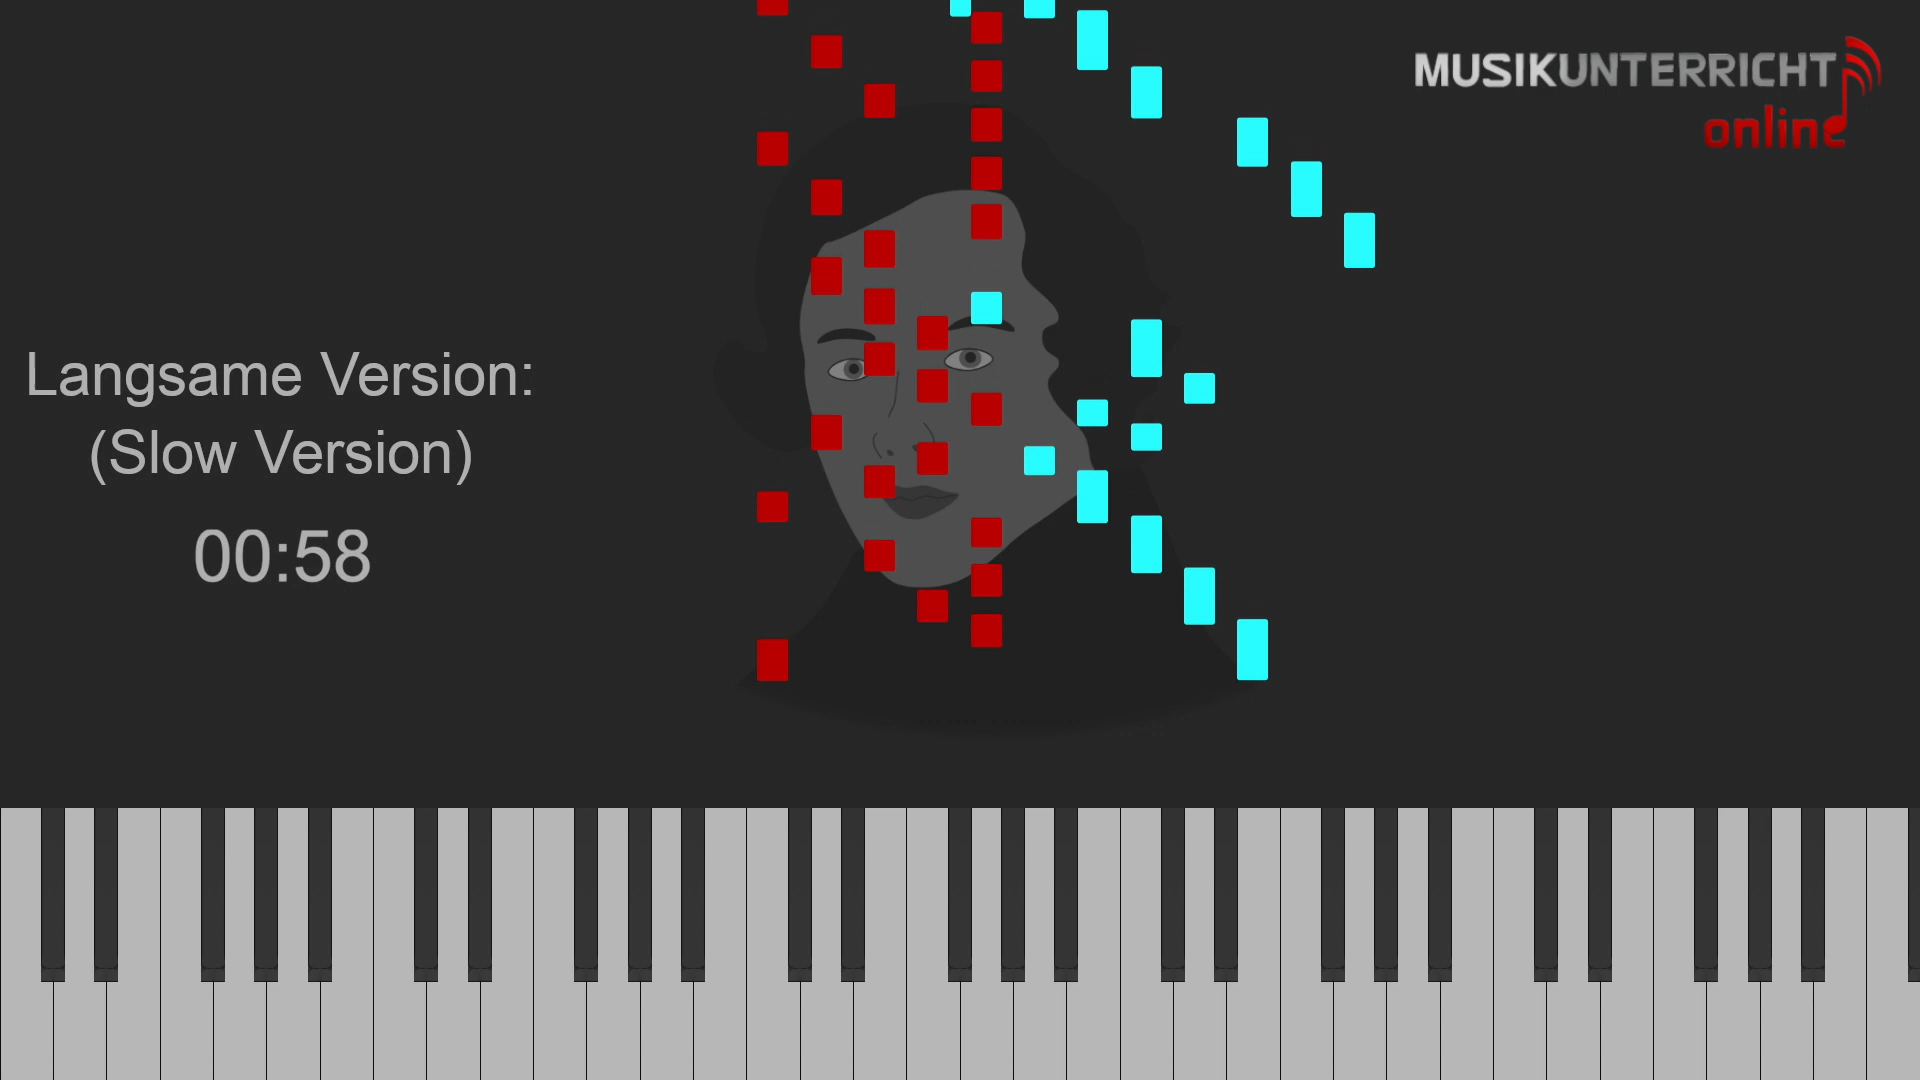 MUSIKUNTERRICHT
online
Langsame Version:
(Slow Version)
00:58